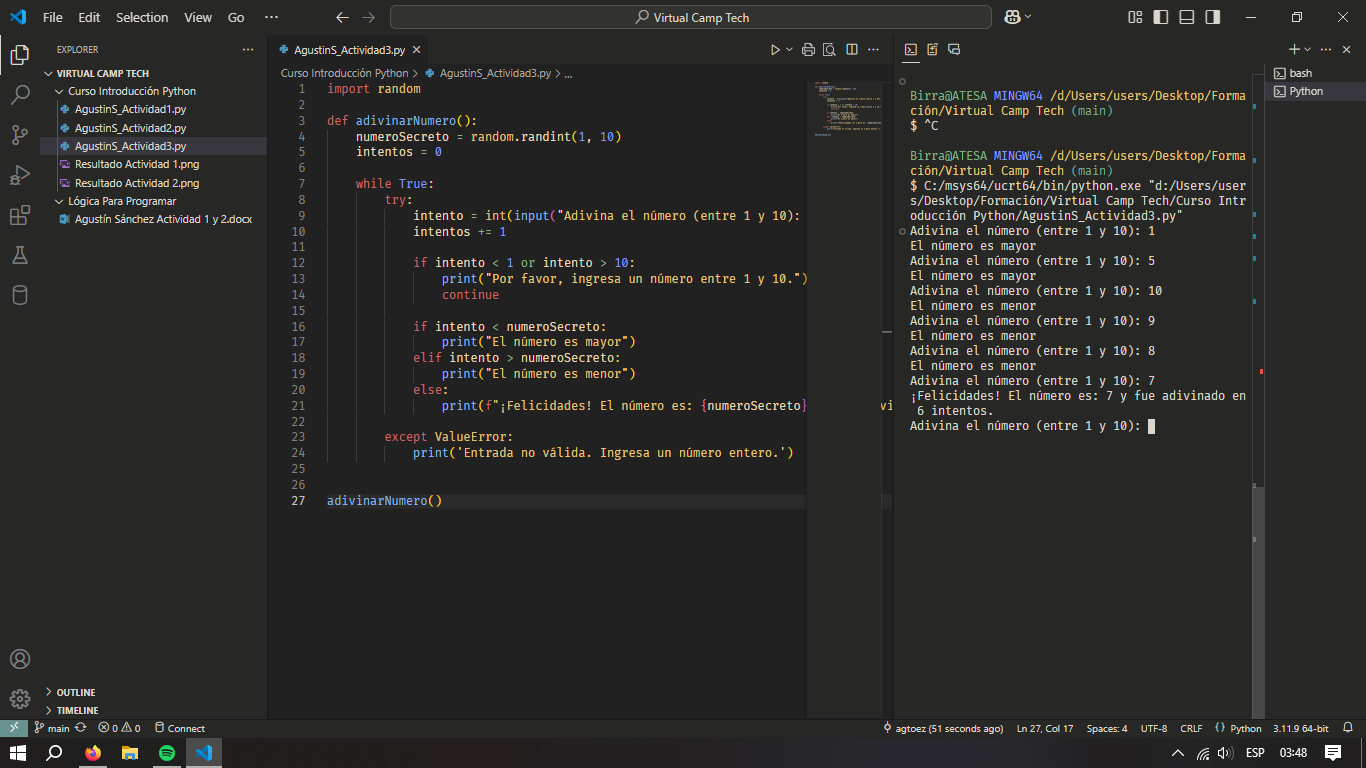 File Edit Selection View Go ··· Virtual Camp Tech
EXPLORER
VIRTUAL CAMP TECH
Curso Introducción Python
AgustinS_Actividad1.py
AgustinS_Actividad2.py
AgustinS_Actividad3.py
Resultado Actividad 1.png
Resultado Actividad 2.png
Lógica Para Programar
Agustín Sánchez Actividad 1 y 2.docx
OUTLINE
TIMELINE
AgustinS_Actividad3.py
Curso Introducción Python > AgustinS_Actividad3.py > ...
1 import random
2
3 def adivinarNumero():
4 numeroSecreto = random.randint(1, 10)
5 intentos = 0
6
7 while True:
8 try:
9 intento = int(input("Adivina el número (entre 1 y 10):
10 intentos += 1
11
12 if intento < 1 or intento > 10:
13 print("Por favor, ingresa un número entre 1 y 10.")
14 continue
15
16 if intento < numeroSecreto:
17 print("El número es mayor")
18 elif intento > numeroSecreto:
19 print("El número es menor")
20 else:
21 print(f"¡Felicidades! El número es: {numeroSecreto} vi
22
23 except ValueError:
24 print('Entrada no válida. Ingresa un número entero.')
25
26
27 adivinarNumero()
Birra@ATESA MINGW64 /d/Users/users/Desktop/Forma
ción/Virtual Camp Tech (main)
$ ^C
Birra@ATESA MINGW64 /d/Users/users/Desktop/Forma
ción/Virtual Camp Tech (main)
$ C:/msys64/ucrt64/bin/python.exe "d:/Users/user
s/Desktop/Formación/Virtual Camp Tech/Curso Intr
oducción Python/AgustinS_Actividad3.py"
Adivina el número (entre 1 y 10): 1
El número es mayor
Adivina el número (entre 1 y 10): 5
El número es mayor
Adivina el número (entre 1 y 10): 10
El número es menor
Adivina el número (entre 1 y 10): 9
El número es menor
Adivina el número (entre 1 y 10): 8
El número es menor
Adivina el número (entre 1 y 10): 7
¡Felicidades! El número es: 7 y fue adivinado en
6 intentos.
Adivina el número (entre 1 y 10):
bash
Python
main 0 0 Connect agtoez (51 seconds ago) Ln 27, Col 17 Spaces: 4 UTF-8 CRLF Python 3.11.9 64-bit
ESP 03:48